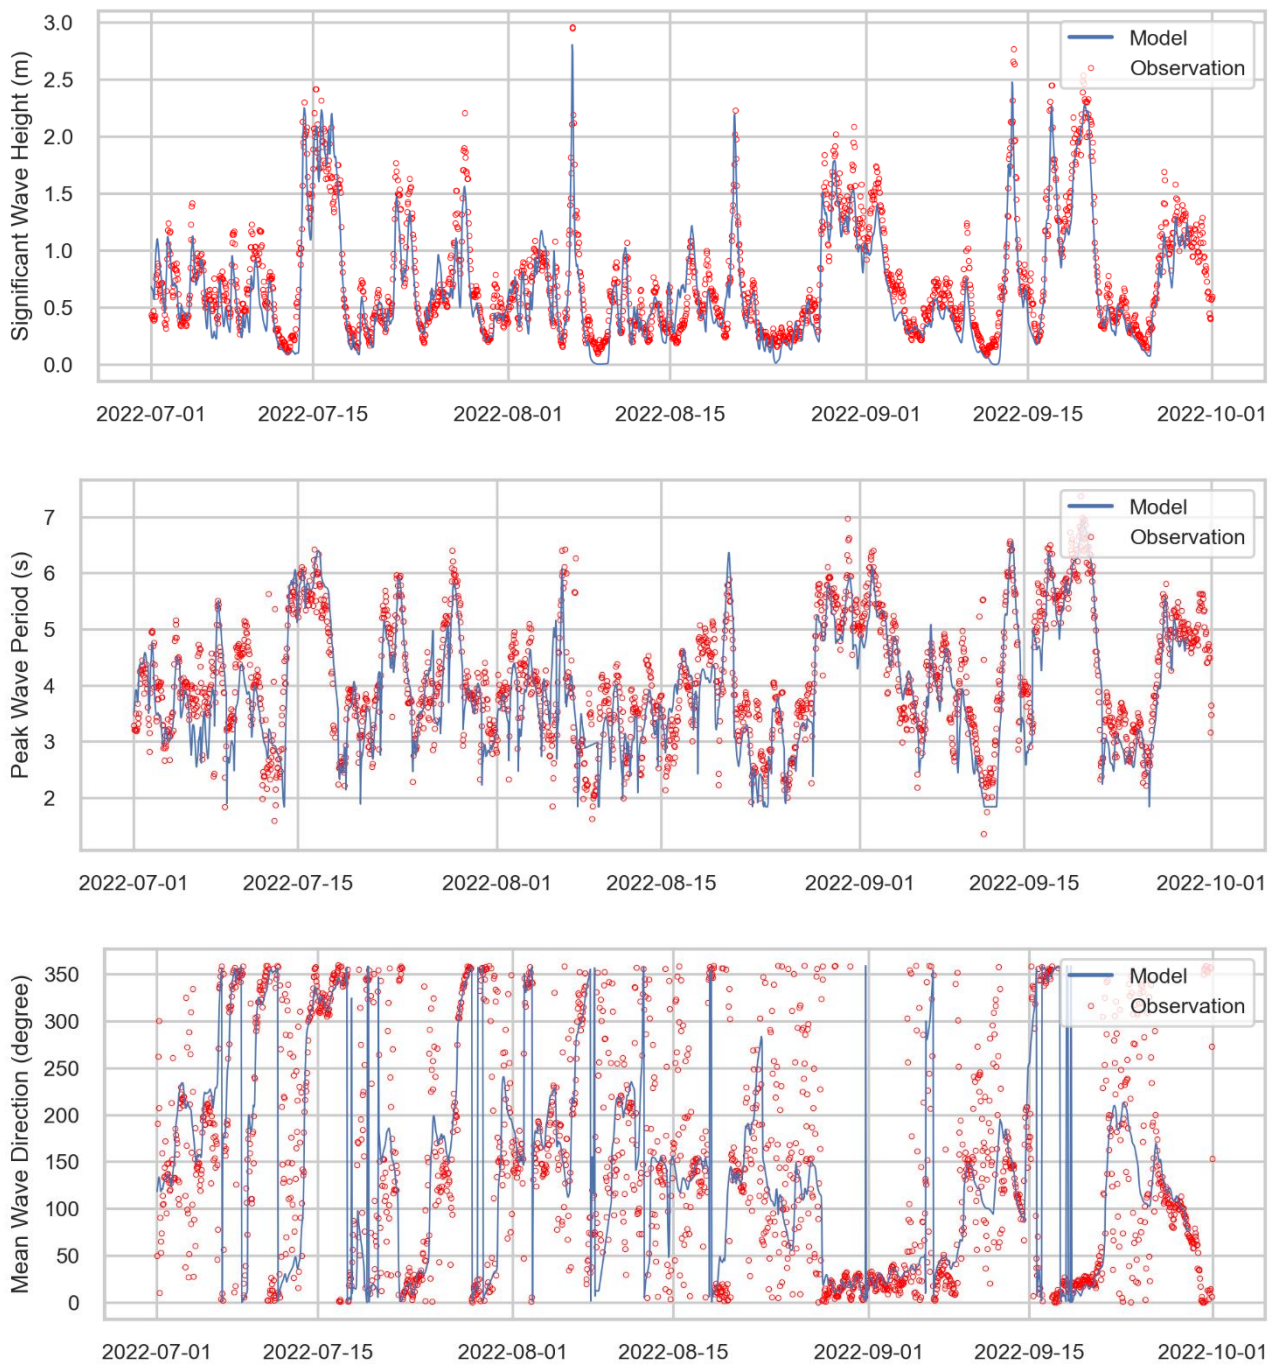 Significant Wave Height (m)
3.0
2.5
2.0
1.5
1.0
0.5
0.0
Model
Observation
2022-07-01 2022-07-15 2022-08-01 2022-08-15 2022-09-01 2022-09-15 2022-10-01
Peak Wave Period (s)
7
6
5
4
3
2
Model
Observation
2022-07-01 2022-07-15 2022-08-01 2022-08-15 2022-09-01 2022-09-15 2022-10-01
Mean Wave Direction (degree)
350
300
250
200
150
100
50
0
Model
Observation
2022-07-01 2022-07-15 2022-08-01 2022-08-15 2022-09-01 2022-09-15 2022-10-01